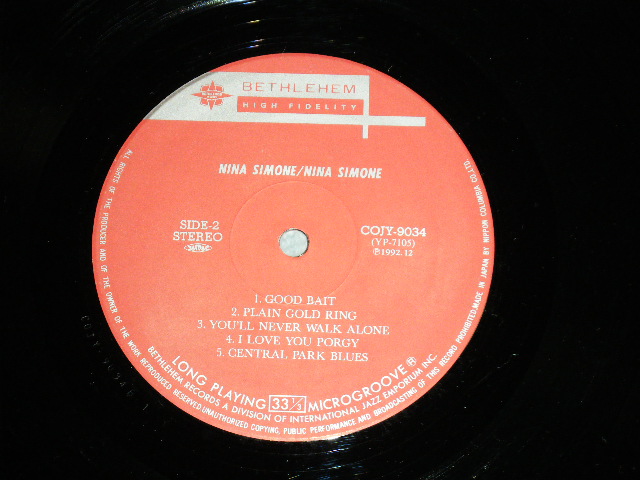 BETHLEHEM
HIGH FIDELITY
NINA SIMONE/NINA SIMONE
SIDE-2
STEREO
COJY-9034
(YP-7105)
℗1992.12
1. GOOD BAIT
2. PLAIN GOLD RING
3. YOU'LL NEVER WALK ALONE
4. I LOVE YOU PORGY
5. CENTRAL PARK BLUES
LONG PLAYING 33⅓ MICROGROOVE®
BETHLEHEM RECORDS A DIVISION OF INTERNATIONAL JAZZ EMPORIUM INC.
ALL RIGHTS OF THE PRODUCER AND OF THE OWNER OF THE WORK REPRODUCED RESERVED. UNAUTHORIZED COPYING, PUBLIC PERFORMANCE AND BROADCASTING OF THIS RECORD PROHIBITED. MADE IN JAPAN BY NIPPON COLUMBIA CO.,LTD.